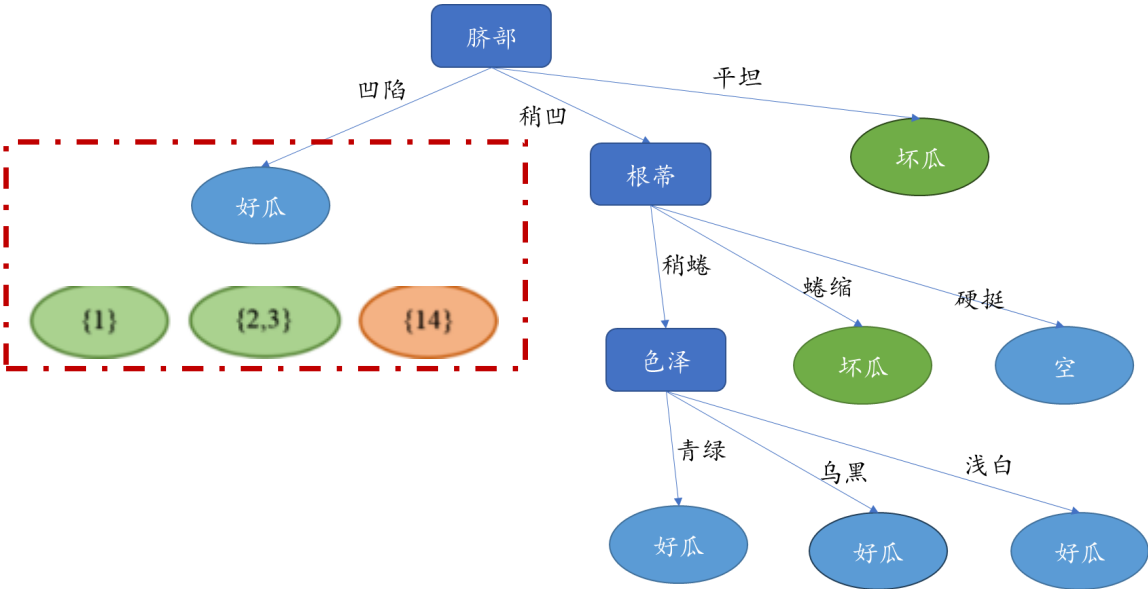 脐部
凹陷
稍凹
平坦
好瓜
根蒂
坏瓜
{1}
{2,3}
{14}
稍蜷
蜷缩
硬挺
色泽
坏瓜
空
青绿
乌黑
浅白
好瓜
好瓜
好瓜